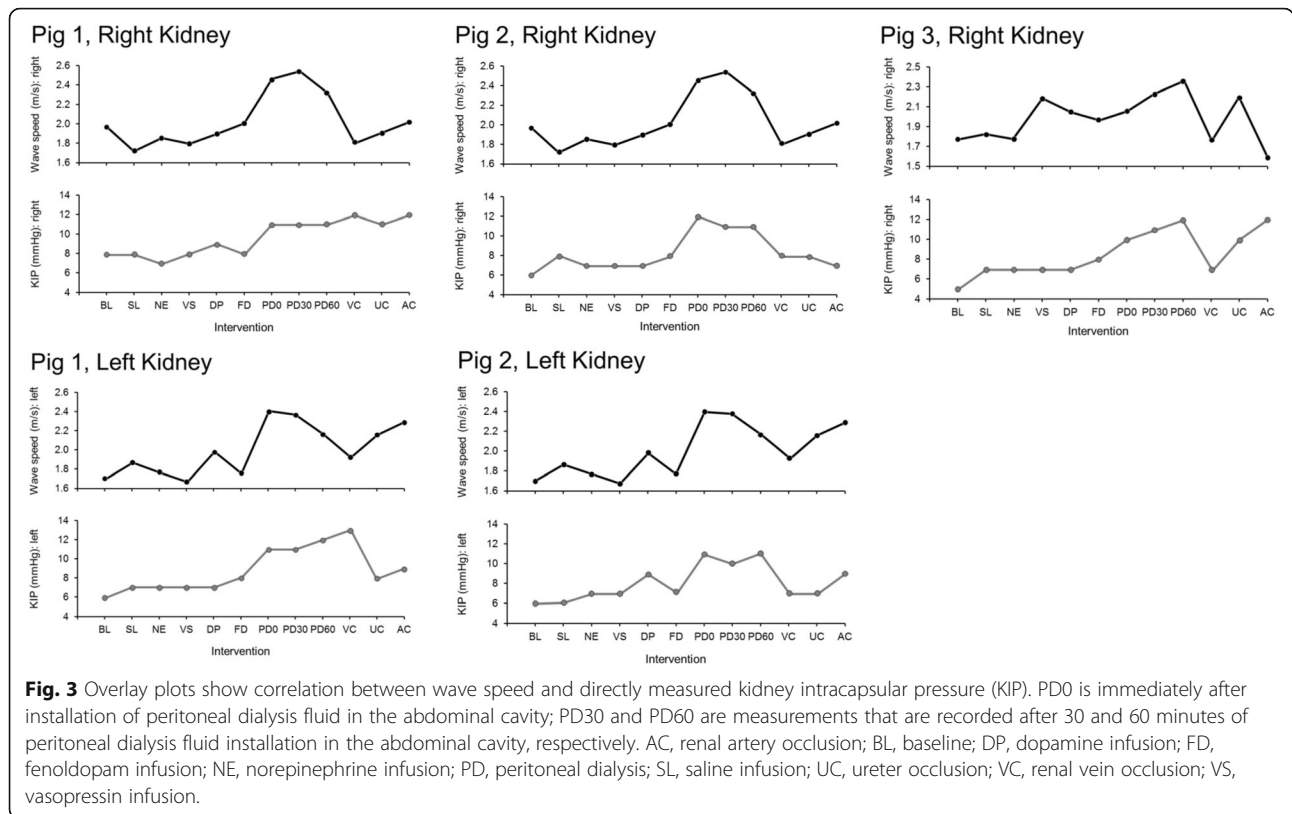 Pig 1, Right Kidney
Wave speed (m/s): right
2.6
2.4
2.2
2.0
1.8
1.6
KIP (mmHg): right
14
12
10
8
6
4
BL SL NE VS DP FD PD0 PD30 PD60 VC UC AC
Intervention
Pig 2, Right Kidney
Wave speed (m/s): right
2.6
2.4
2.2
2.0
1.8
1.6
KIP (mmHg): right
14
12
10
8
6
4
BL SL NE VS DP FD PD0 PD30 PD60 VC UC AC
Intervention
Pig 3, Right Kidney
Wave speed (m/s): right
2.5
2.3
2.1
1.9
1.7
1.5
KIP (mmHg): right
14
12
10
8
6
4
BL SL NE VS DP FD PD0 PD30 PD60 VC UC AC
Intervention
Pig 1, Left Kidney
Wave speed (m/s): left
2.6
2.4
2.2
2.0
1.8
1.6
KIP (mmHg): left
14
12
10
8
6
4
BL SL NE VS DP FD PD0 PD30 PD60 VC UC AC
Intervention
Pig 2, Left Kidney
Wave speed (m/s): left
2.6
2.4
2.2
2.0
1.8
1.6
KIP (mmHg): left
14
12
10
8
6
4
BL SL NE VS DP FD PD0 PD30 PD60 VC UC AC
Intervention
Fig. 3 Overlay plots show correlation between wave speed and directly measured kidney intracapsular pressure (KIP). PD0 is immediately after
installation of peritoneal dialysis fluid in the abdominal cavity; PD30 and PD60 are measurements that are recorded after 30 and 60 minutes of
peritoneal dialysis fluid installation in the abdominal cavity, respectively. AC, renal artery occlusion; BL, baseline; DP, dopamine infusion; FD,
fenoldopam infusion; NE, norepinephrine infusion; PD, peritoneal dialysis; SL, saline infusion; UC, ureter occlusion; VC, renal vein occlusion; VS,
vasopressin infusion.